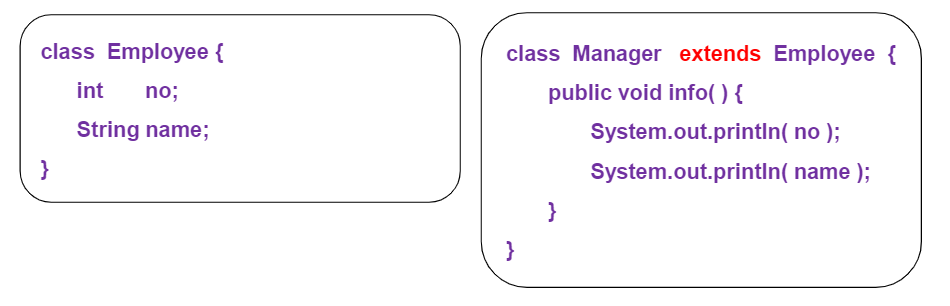 class Employee {
int no;
String name;
}
class Manager extends Employee {
public void info( ) {
System.out.println( no );
System.out.println( name );
}
}